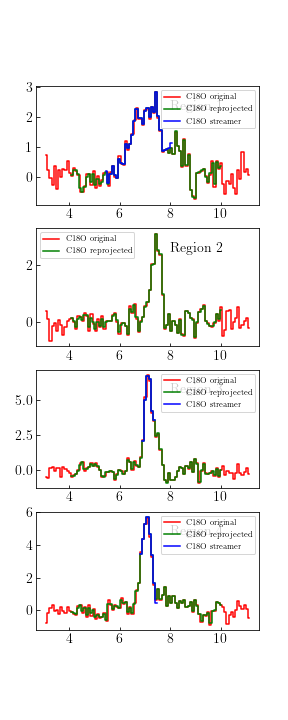 3
2
1
0
C18O original
C18O reprojected
C18O streamer
4 6 8 10
2
0
C18O original
C18O reprojected
Region 2
4 6 8 10
5.0
2.5
0.0
C18O original
C18O reprojected
C18O streamer
4 6 8 10
6
4
2
0
C18O original
C18O reprojected
C18O streamer
4 6 8 10